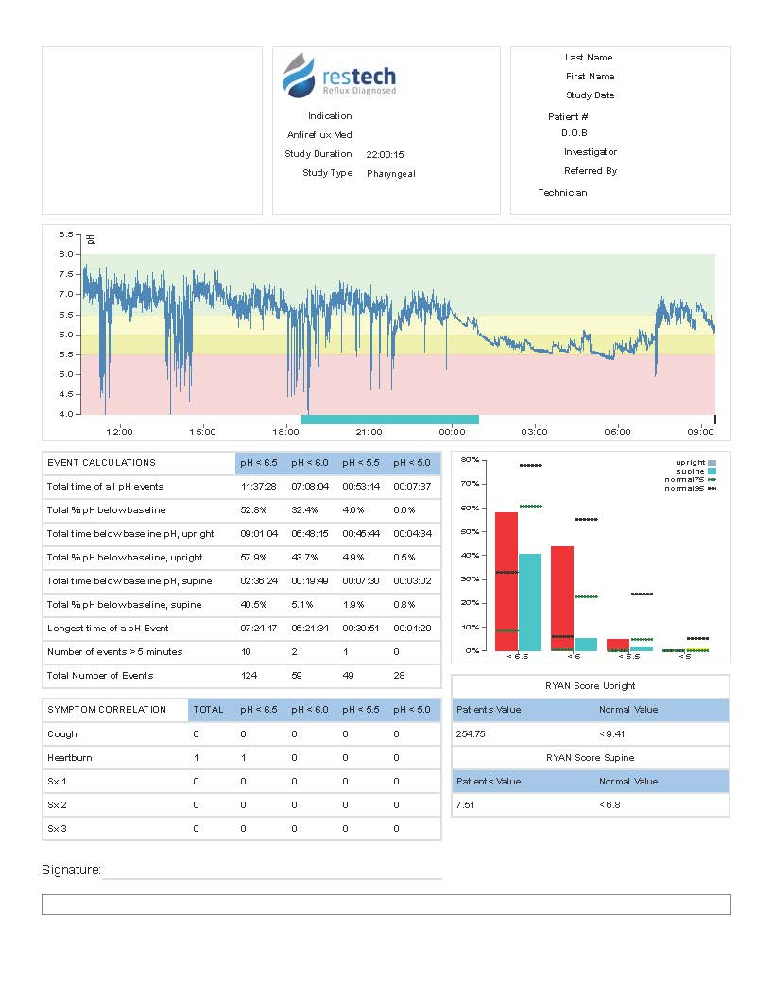 restech
Reflux Diagnosed
Indication
Antireflux Med
Study Duration 22:00:15
Study Type Pharyngeal
Last Name
First Name
Study Date
Patient #
D.O.B
Investigator
Referred By
Technician
pH
8.5
8.0
7.5
7.0
6.5
6.0
5.5
5.0
4.5
4.0
12:00 15:00 18:00 21:00 00:00 03:00 06:00 09:00
EVENT CALCULATIONS pH < 6.5 pH < 6.0 pH < 5.5 pH < 5.0
Total time of all pH events 11:37:28 07:08:04 00:53:14 00:07:37
Total % pH below baseline 52.8% 32.4% 4.0% 0.6%
Total time below baseline pH, upright 09:01:04 06:48:15 00:45:44 00:04:34
Total % pH below baseline, upright 57.9% 43.7% 4.9% 0.5%
Total time below baseline pH, supine 02:36:24 00:19:49 00:07:30 00:03:02
Total % pH below baseline, supine 40.5% 5.1% 1.9% 0.8%
Longest time of a pH Event 07:24:17 06:21:34 00:30:51 00:01:29
Number of events > 5 minutes 10 2 1 0
Total Number of Events 124 59 49 28
80%
70%
60%
50%
40%
30%
20%
10%
0%
upright
supine
normal75
normal95
< 6.5 < 6 < 5.5 < 5
SYMPTOM CORRELATION TOTAL pH < 6.5 pH < 6.0 pH < 5.5 pH < 5.0
Cough 0 0 0 0 0
Heartburn 1 1 0 0 0
Sx 1 0 0 0 0 0
Sx 2 0 0 0 0 0
Sx 3 0 0 0 0 0
RYAN Score Upright
Patients Value Normal Value
254.75 < 9.41
RYAN Score Supine
Patients Value Normal Value
7.51 < 6.8
Signature: